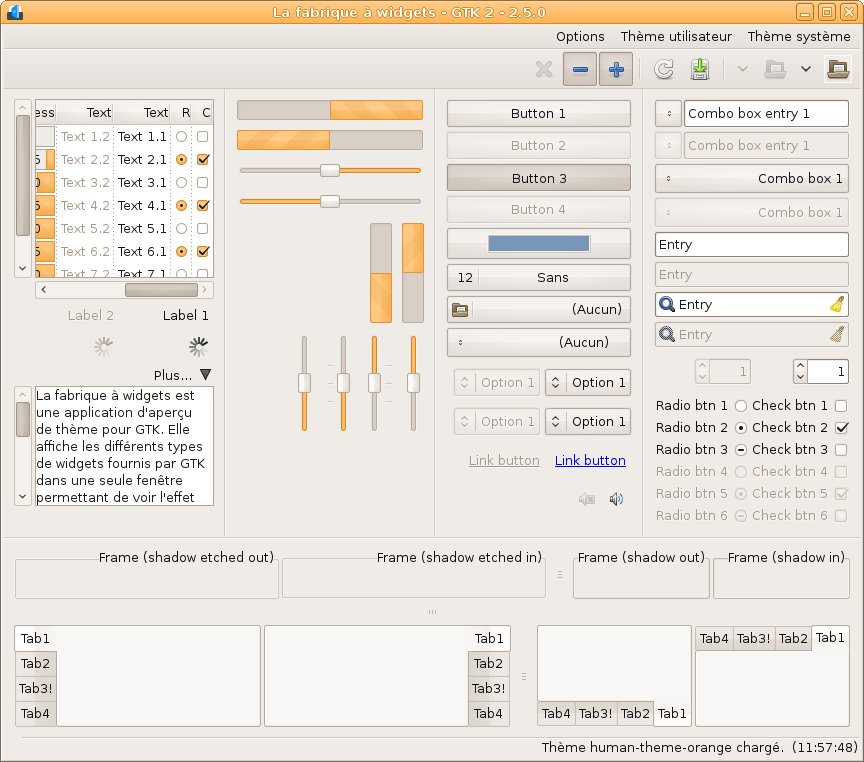 La fabrique à widgets - GTK 2 - 2.5.0
Options Thème utilisateur Thème système
ess Text Text R C
Text 1.2 Text 1.1
Text 2.2 Text 2.1
Text 3.2 Text 3.1
Text 4.2 Text 4.1
Text 5.2 Text 5.1
Text 6.2 Text 6.1
Text 7.2 Text 7.1
Label 2 Label 1
Plus...
La fabrique à widgets est
une application d'aperçu
de thème pour GTK. Elle
affiche les différents types
de widgets fournis par GTK
dans une seule fenêtre
permettant de voir l'effet
Button 1
Button 2
Button 3
Button 4
12 Sans
(Aucun)
(Aucun)
Option 1 Option 1
Option 1 Option 1
Link button Link button
Combo box entry 1
Combo box entry 1
Combo box 1
Combo box 1
Entry
Entry
Entry
Entry
1 1
Radio btn 1 Check btn 1
Radio btn 2 Check btn 2
Radio btn 3 Check btn 3
Radio btn 4 Check btn 4
Radio btn 5 Check btn 5
Radio btn 6 Check btn 6
Frame (shadow etched out) Frame (shadow etched in) Frame (shadow out) Frame (shadow in)
Tab1
Tab2
Tab3!
Tab4
Tab1
Tab2
Tab3!
Tab4
Tab4 Tab3! Tab2 Tab1
Tab4 Tab3! Tab2 Tab1
Thème human-theme-orange chargé. (11:57:48)